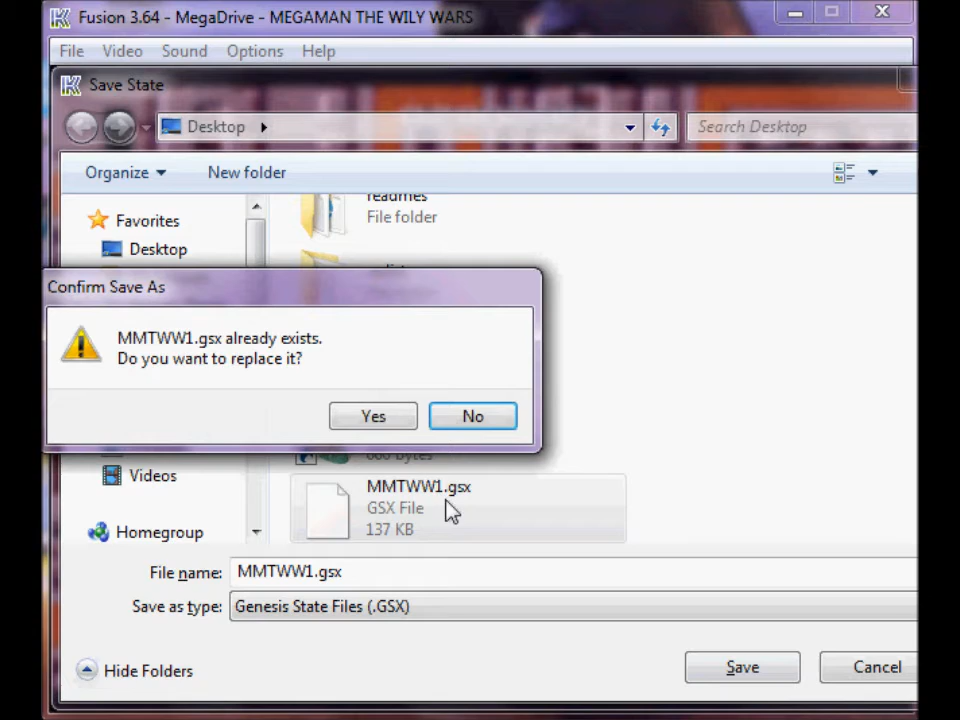 Fusion 3.64 - MegaDrive - MEGAMAN THE WILY WARS
File Video Sound Options Help
Save State
Desktop
Search Desktop
Organize
New folder
readmes
File folder
Favorites
Desktop
Confirm Save As
MMTWW1.gsx already exists.
Do you want to replace it?
Yes
No
Videos
MMTWW1.gsx
GSX File
137 KB
Homegroup
File name: MMTWW1.gsx
Save as type: Genesis State Files (.GSX)
Hide Folders
Save
Cancel